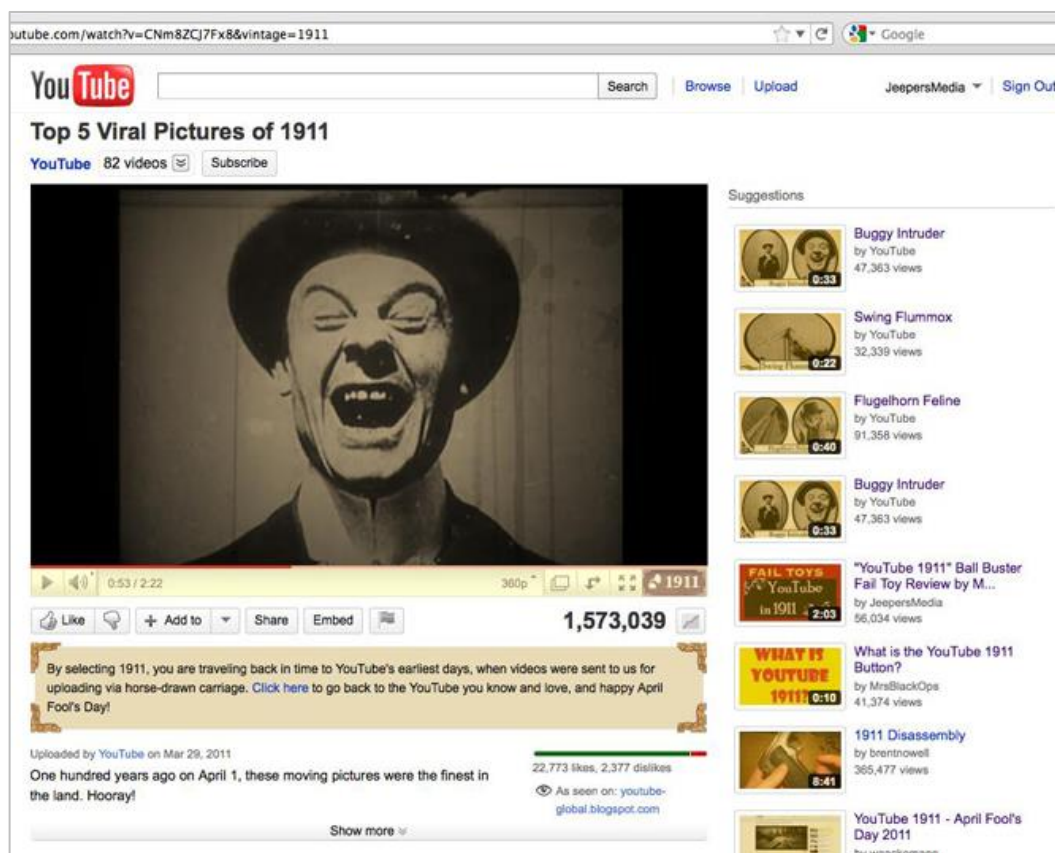 outube.com/watch?v=CNm8ZCJ7Fx8&vintage=1911
Google
YouTube
Search
Browse
Upload
JeepersMedia
Sign Out
Top 5 Viral Pictures of 1911
YouTube 82 videos
Subscribe
0:53 / 2:22
360p
1911
Like
+ Add to
Share
Embed
1,573,039
By selecting 1911, you are traveling back in time to YouTube's earliest days, when videos were sent to us for
uploading via horse-drawn carriage. Click here to go back to the YouTube you know and love, and happy April
Fool's Day!
Uploaded by YouTube on Mar 29, 2011
One hundred years ago on April 1, these moving pictures were the finest in
the land. Hooray!
22,773 likes, 2,377 dislikes
As seen on: youtube-
global.blogspot.com
Show more
Suggestions
0:33
Buggy Intruder
by YouTube
47,363 views
0:22
Swing Flummox
by YouTube
32,339 views
0:40
Flugelhorn Feline
by YouTube
91,358 views
0:33
Buggy Intruder
by YouTube
47,363 views
FAIL TOYS
YouTube
in 1911
2:03
"YouTube 1911" Ball Buster
Fail Toy Review by M...
by JeepersMedia
56,034 views
WHAT IS
YOUTUBE
1911?
0:10
What is the YouTube 1911
Button?
by MrsBlackOps
41,374 views
8:41
1911 Disassembly
by brentnowell
365,477 views
YouTube 1911 - April Fool's
Day 2011